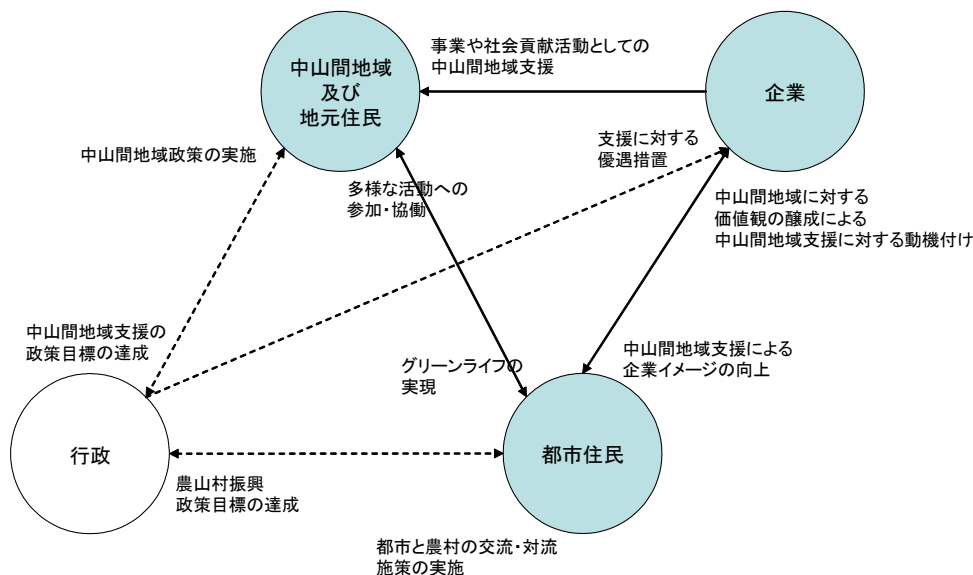 事業や社会貢献活動としての
中山間地域支援
中山間地域
及び
地元住民
企業
中山間地域政策の実施
支援に対する
優遇措置
多様な活動への
参加・協働
中山間地域に対する
価値観の醸成による
中山間地域支援に対する動機付け
中山間地域支援の
政策目標の達成
グリーンライフの
実現
中山間地域支援による
企業イメージの向上
行政
都市住民
農山村振興
政策目標の達成
都市と農村の交流・対流
施策の実施